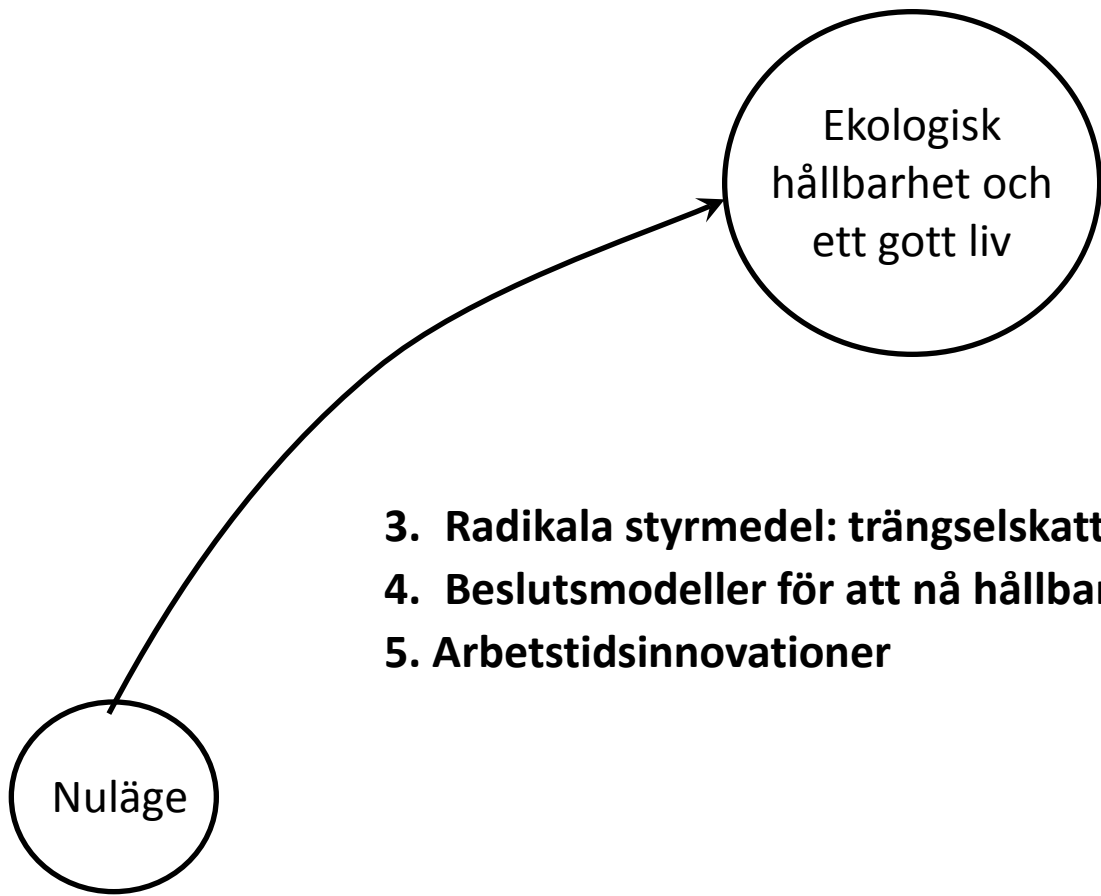 Ekologisk
hållbarhet och
ett gott liv
3. Radikala styrmedel: trängselskatt
4. Beslutsmodeller för att nå hållbar
5. Arbetstidsinnovationer
Nuläge